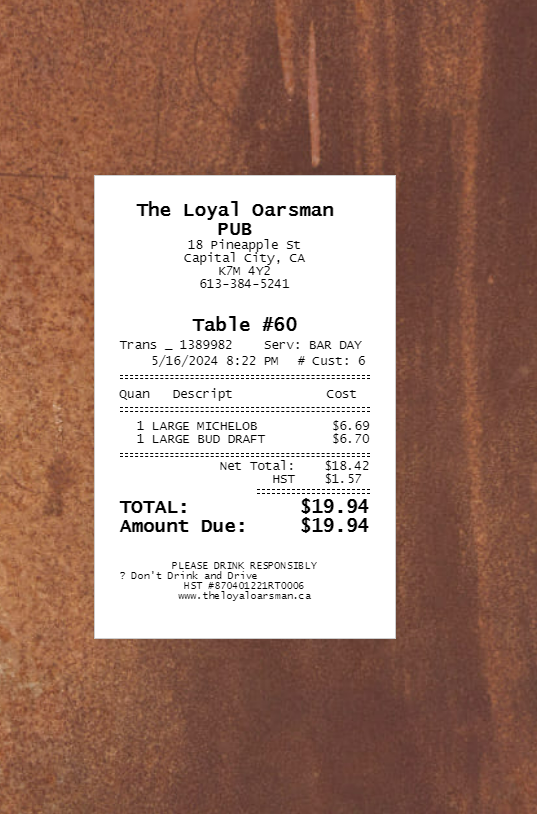 The Loyal Oarsman
PUB
18 Pineapple St
Capital City, CA
K7M 4Y2
613-384-5241
Table #60
Trans _ 1389982 Serv: BAR DAY
5/16/2024 8:22 PM # Cust: 6
Quan Descript Cost
1 LARGE MICHELOB $6.69
1 LARGE BUD DRAFT $6.70
Net Total: $18.42
HST $1.57
TOTAL: $19.94
Amount Due: $19.94
PLEASE DRINK RESPONSIBLY
? Don't Drink and Drive
HST #870401221RT0006
www.theloyaloarsman.ca